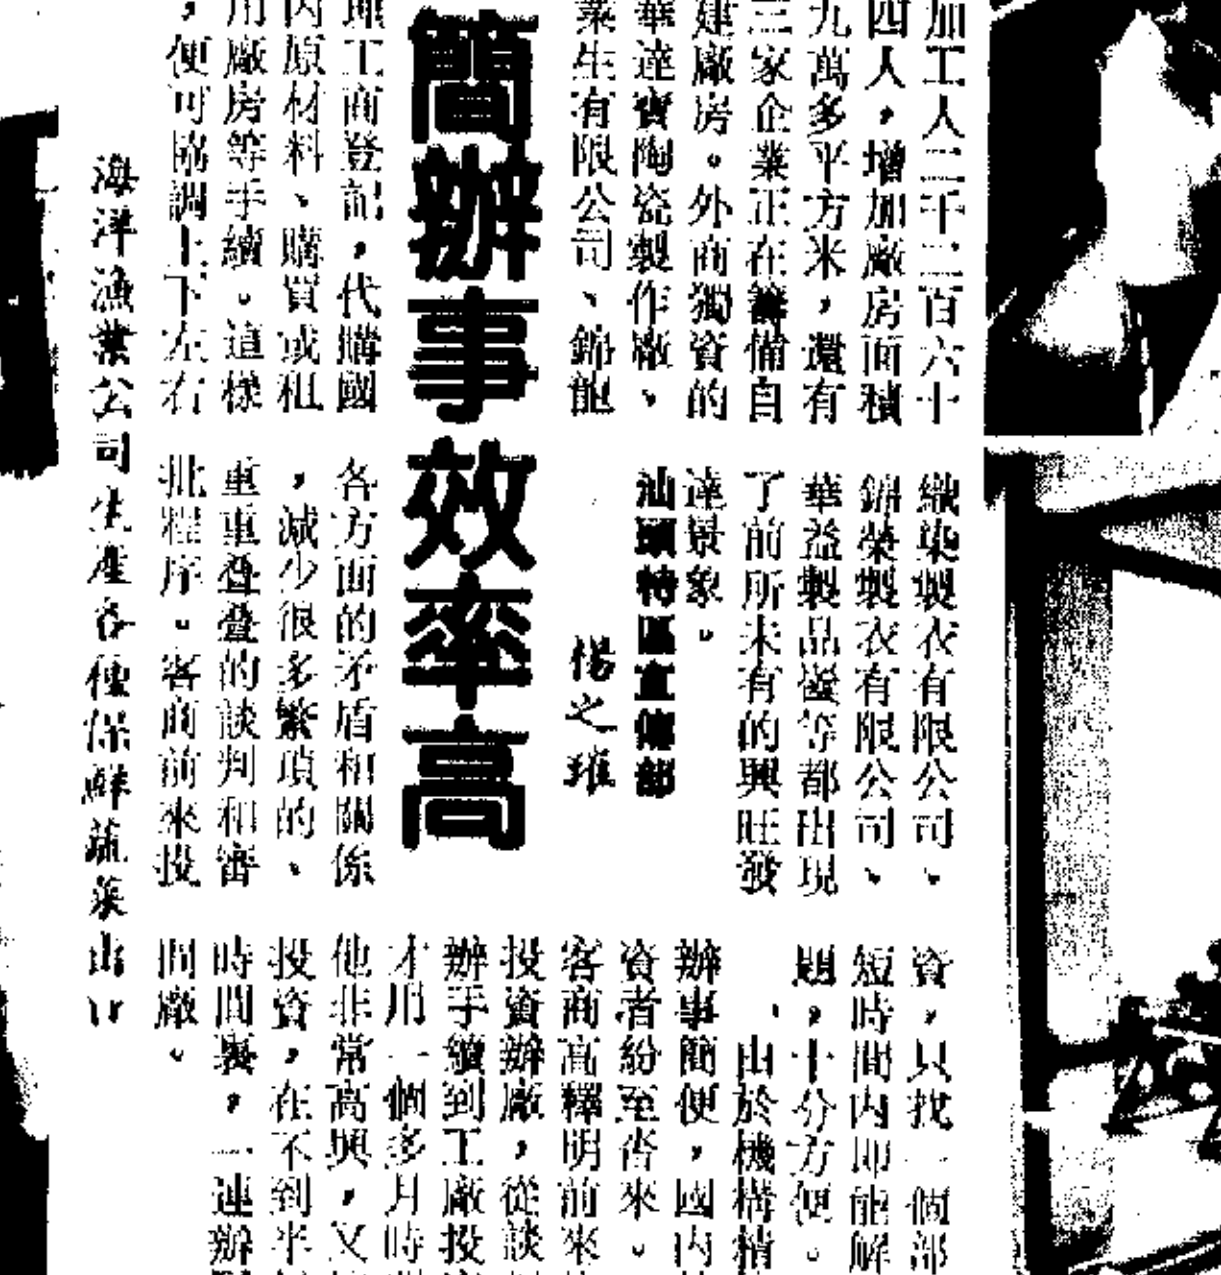 加工人二千二百六十
四人，增加廠房面積
九萬多平方米，還有
三家企業正在籌備自
建廠房。外商獨資的
華達寶陶瓷製作廠、
業生有限公司、錦龍
織染製衣有限公司、
錦榮製衣有限公司、
華益製品廠等都出現
了前所未有的興旺發
達景象。
汕頭特區宣傳部
楊之璀
簡辦事效率高
理工商登記，代購國
內原材料、購買或租
用廠房等手續。這樣
，便可協調上下左右
各方面的矛盾和關係
，減少很多繁瑣的、
重重疊疊的談判和審
批程序。客商前來投
資，只找一個部
短時間內即能解
題，十分方便。
由於機構精
辦事簡便，國內
資者紛至沓來。
客商高釋明前來
投資辦廠，從談
辦手續到工廠投
才用一個多月時
他非常高興，又
投資，在不到半
時間裏，一連辦
間廠。
海洋漁業公司生產各種保鮮蔬菜出口